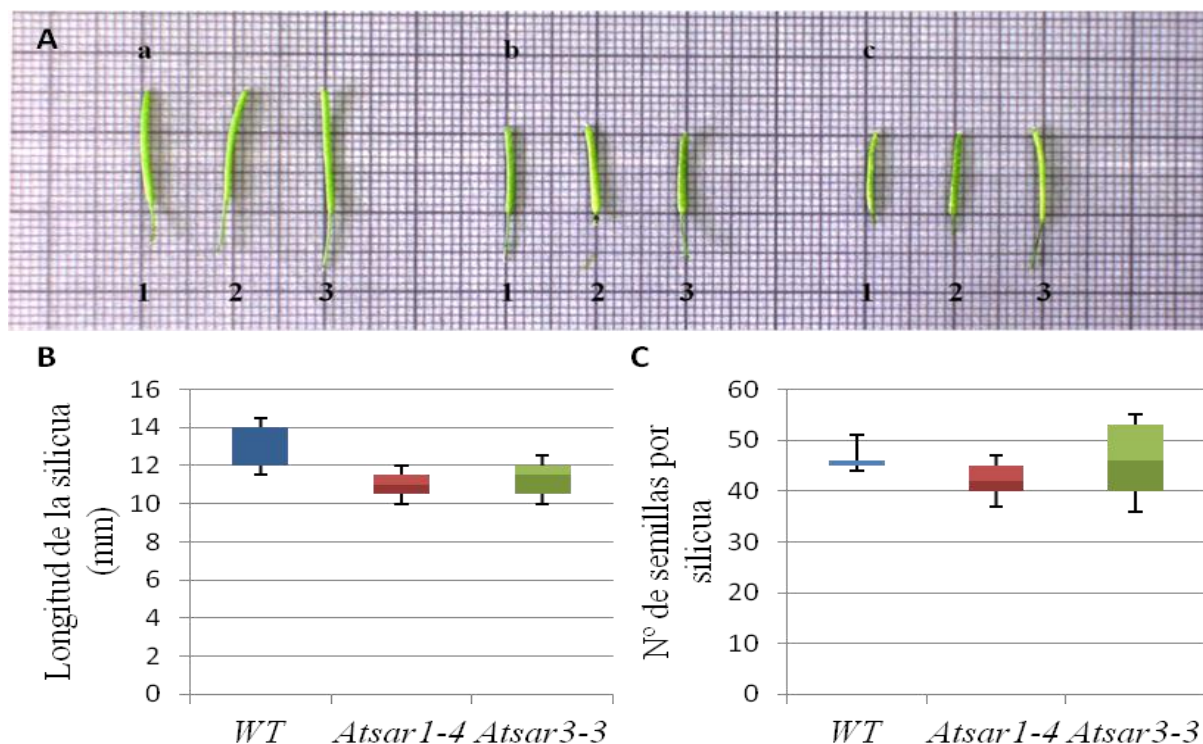 A
a b c
1 2 3 1 2 3 1 2 3
B
Longitud de la silicua
(mm)
16
14
12
10
8
6
4
2
0
WT Atsar1-4 Atsar3-3
C
Nº de semillas por
silicua
60
50
40
30
20
10
0
WT Atsar1-4 Atsar3-3